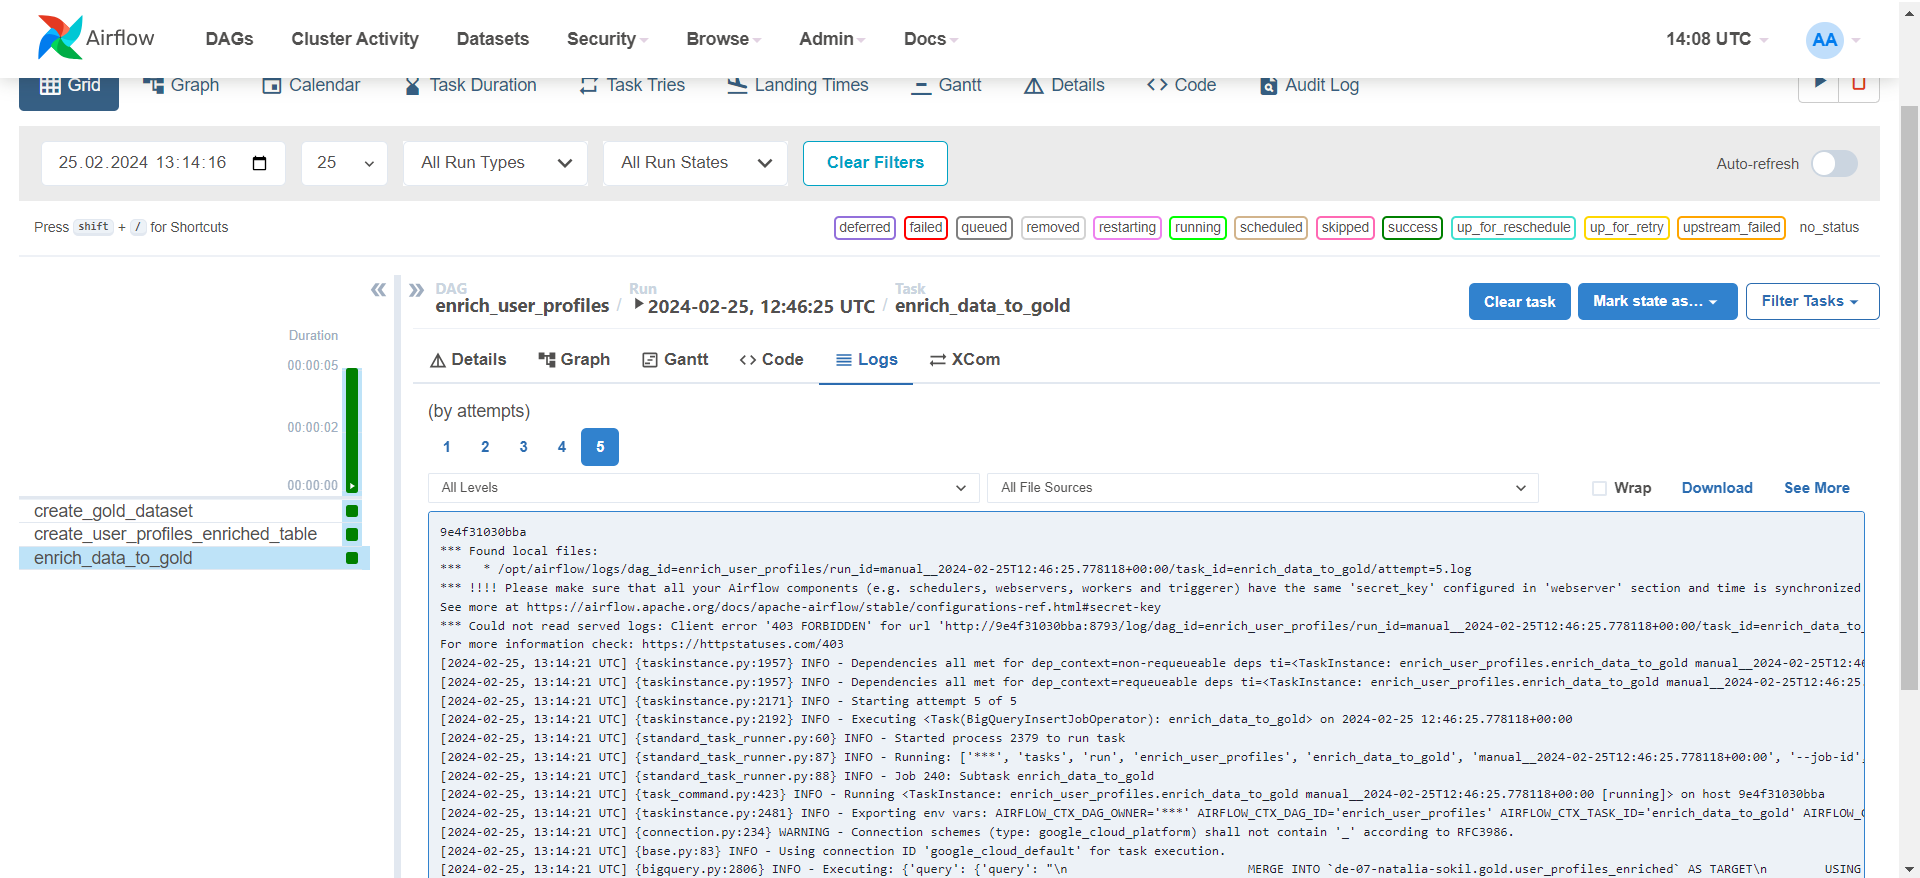 Airflow DAGs Cluster Activity Datasets Security Browse Admin Docs 14:08 UTC AA
Grid Graph Calendar Task Duration Task Tries Landing Times Gantt Details Code Audit Log
25.02.2024 13:14:16 25 All Run Types All Run States Clear Filters Auto-refresh
Press shift + / for Shortcuts deferred failed queued removed restarting running scheduled skipped success up_for_reschedule up_for_retry upstream_failed no_status
DAG Run Task
enrich_user_profiles / 2024-02-25, 12:46:25 UTC / enrich_data_to_gold Clear task Mark state as... Filter Tasks
Duration
00:00:05
00:00:02
00:00:00
create_gold_dataset
create_user_profiles_enriched_table
enrich_data_to_gold
Details Graph Gantt Code Logs XCom
(by attempts)
1 2 3 4 5
All Levels All File Sources Wrap Download See More
9e4f31030bba
*** Found local files:
***   * /opt/airflow/logs/dag_id=enrich_user_profiles/run_id=manual__2024-02-25T12:46:25.778118+00:00/task_id=enrich_data_to_gold/attempt=5.log
*** !!!! Please make sure that all your Airflow components (e.g. schedulers, webservers, workers and triggerer) have the same 'secret_key' configured in 'webserver' section and time is synchronized
See more at https://airflow.apache.org/docs/apache-airflow/stable/configurations-ref.html#secret-key
*** Could not read served logs: Client error '403 FORBIDDEN' for url 'http://9e4f31030bba:8793/log/dag_id=enrich_user_profiles/run_id=manual__2024-02-25T12:46:25.778118+00:00/task_id=enrich_data_to_
For more information check: https://httpstatuses.com/403
[2024-02-25, 13:14:21 UTC] {taskinstance.py:1957} INFO - Dependencies all met for dep_context=non-requeueable deps ti=<TaskInstance: enrich_user_profiles.enrich_data_to_gold manual__2024-02-25T12:46
[2024-02-25, 13:14:21 UTC] {taskinstance.py:1957} INFO - Dependencies all met for dep_context=requeueable deps ti=<TaskInstance: enrich_user_profiles.enrich_data_to_gold manual__2024-02-25T12:46:25.
[2024-02-25, 13:14:21 UTC] {taskinstance.py:2171} INFO - Starting attempt 5 of 5
[2024-02-25, 13:14:21 UTC] {taskinstance.py:2192} INFO - Executing <Task(BigQueryInsertJobOperator): enrich_data_to_gold> on 2024-02-25 12:46:25.778118+00:00
[2024-02-25, 13:14:21 UTC] {standard_task_runner.py:60} INFO - Started process 2379 to run task
[2024-02-25, 13:14:21 UTC] {standard_task_runner.py:87} INFO - Running: ['***', 'tasks', 'run', 'enrich_user_profiles', 'enrich_data_to_gold', 'manual__2024-02-25T12:46:25.778118+00:00', '--job-id',
[2024-02-25, 13:14:21 UTC] {standard_task_runner.py:88} INFO - Job 240: Subtask enrich_data_to_gold
[2024-02-25, 13:14:21 UTC] {task_command.py:423} INFO - Running <TaskInstance: enrich_user_profiles.enrich_data_to_gold manual__2024-02-25T12:46:25.778118+00:00 [running]> on host 9e4f31030bba
[2024-02-25, 13:14:21 UTC] {taskinstance.py:2481} INFO - Exporting env vars: AIRFLOW_CTX_DAG_OWNER='***' AIRFLOW_CTX_DAG_ID='enrich_user_profiles' AIRFLOW_CTX_TASK_ID='enrich_data_to_gold' AIRFLOW_C
[2024-02-25, 13:14:21 UTC] {connection.py:234} WARNING - Connection schemes (type: google_cloud_platform) shall not contain '_' according to RFC3986.
[2024-02-25, 13:14:21 UTC] {base.py:83} INFO - Using connection ID 'google_cloud_default' for task execution.
[2024-02-25, 13:14:21 UTC] {bigquery.py:2806} INFO - Executing: {'query': {'query': "\n MERGE INTO `de-07-natalia-sokil.gold.user_profiles_enriched` AS TARGET\n USING